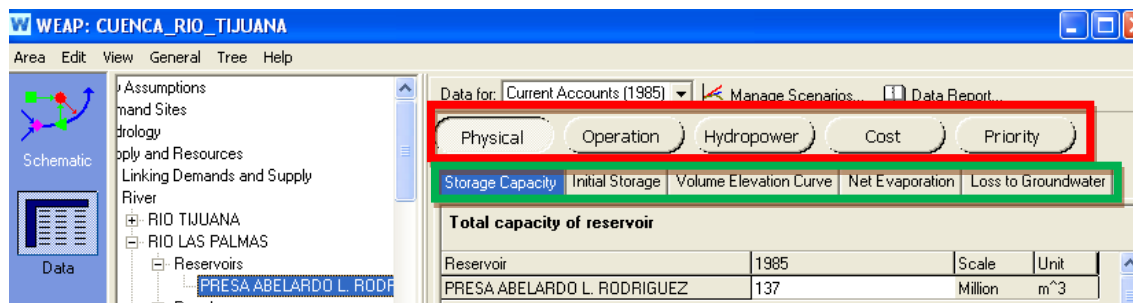 W WEAP: CUENCA_RIO_TIJUANA
Area Edit View General Tree Help
Assumptions
Data for: Current Accounts (1985) Manage Scenarios... Data Report...
mand Sites
drology
Physical Operation Hydropower Cost Priority
Schematic
pply and Resources
Linking Demands and Supply
Storage Capacity Initial Storage Volume Elevation Curve Net Evaporation Loss to Groundwater
River
RIO TIJUANA
Total capacity of reservoir
RIO LAS PALMAS
Reservoirs
Reservoir 1985 Scale Unit
Data
PRESA ABELARDO L. RODR
PRESA ABELARDO L. RODRIGUEZ 137 Million m^3